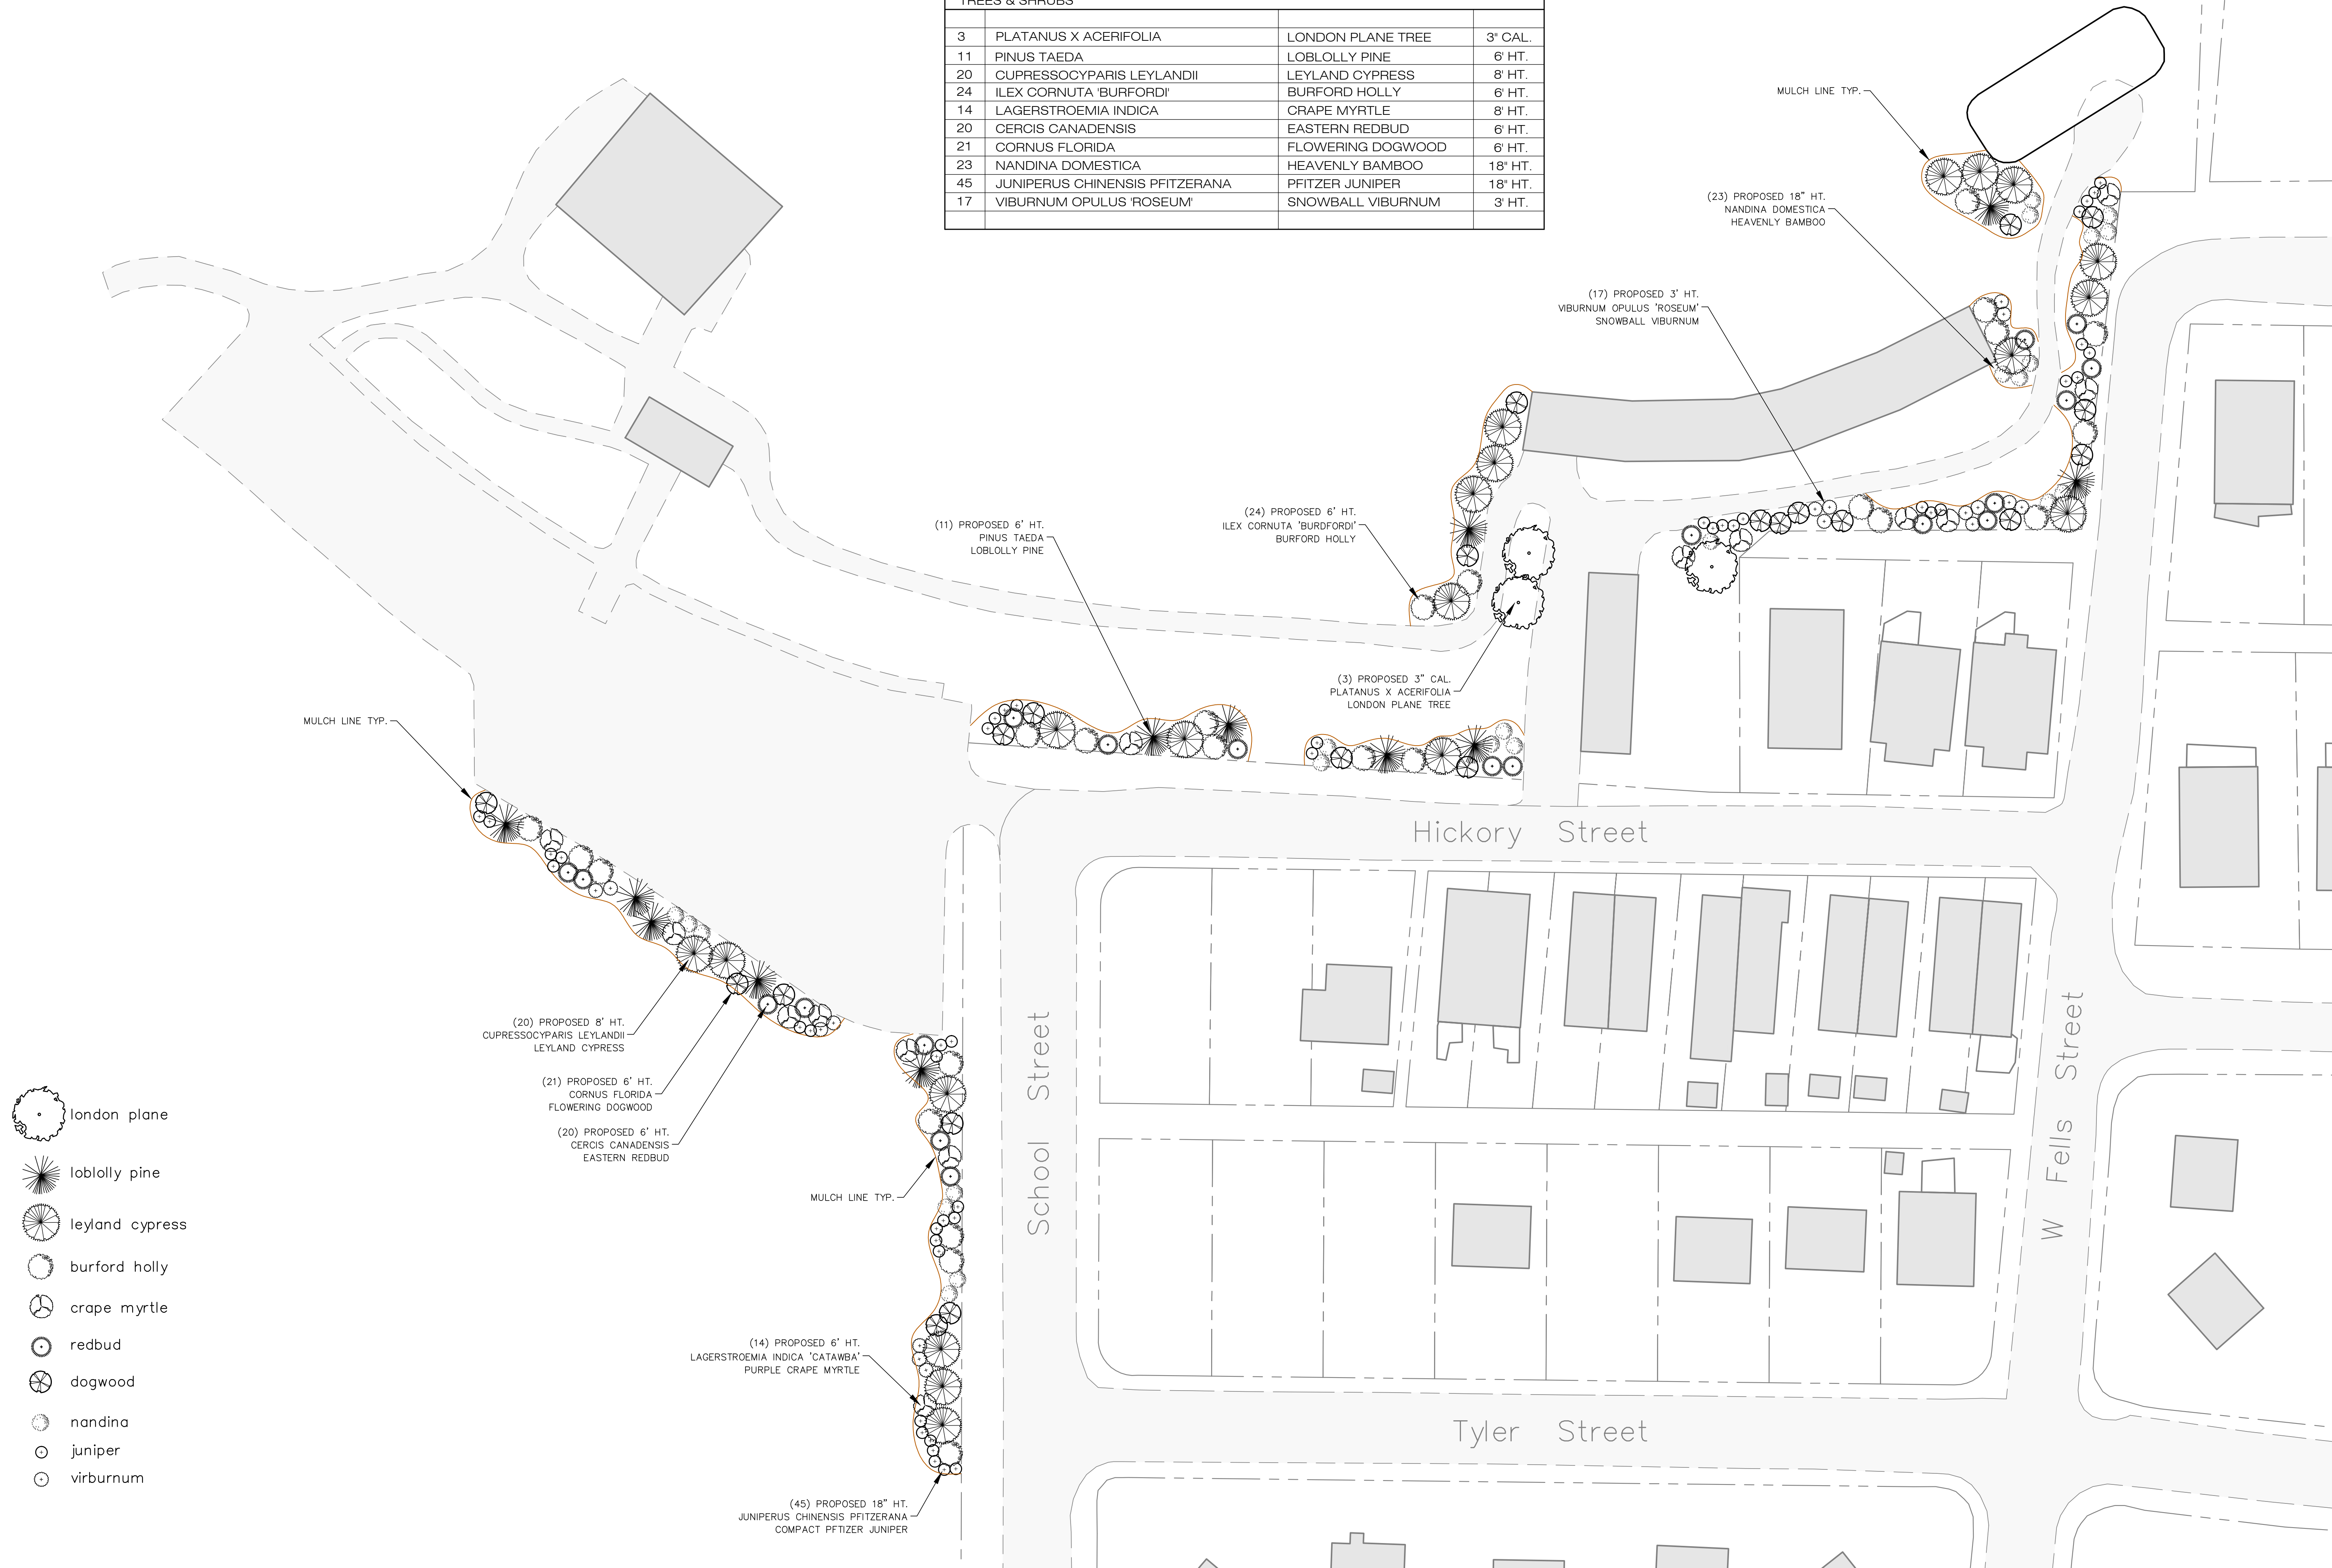 TREES & SHRUBS
3 PLATANUS X ACERIFOLIA LONDON PLANE TREE 3" CAL.
11 PINUS TAEDA LOBLOLLY PINE 6' HT.
20 CUPRESSOCYPARIS LEYLANDII LEYLAND CYPRESS 8' HT.
24 ILEX CORNUTA 'BURFORDI' BURFORD HOLLY 6' HT.
14 LAGERSTROEMIA INDICA CRAPE MYRTLE 8' HT.
20 CERCIS CANADENSIS EASTERN REDBUD 6' HT.
21 CORNUS FLORIDA FLOWERING DOGWOOD 6' HT.
23 NANDINA DOMESTICA HEAVENLY BAMBOO 18" HT.
45 JUNIPERUS CHINENSIS PFITZERANA PFITZER JUNIPER 18" HT.
17 VIBURNUM OPULUS 'ROSEUM' SNOWBALL VIBURNUM 3' HT.
MULCH LINE TYP.
(23) PROPOSED 18" HT.
NANDINA DOMESTICA
HEAVENLY BAMBOO
(17) PROPOSED 3' HT.
VIBURNUM OPULUS 'ROSEUM'
SNOWBALL VIBURNUM
(24) PROPOSED 6' HT.
ILEX CORNUTA 'BURDFORDI'
BURFORD HOLLY
(11) PROPOSED 6' HT.
PINUS TAEDA
LOBLOLLY PINE
(3) PROPOSED 3" CAL.
PLATANUS X ACERIFOLIA
LONDON PLANE TREE
MULCH LINE TYP.
Hickory Street
(20) PROPOSED 8' HT.
CUPRESSOCYPARIS LEYLANDII
LEYLAND CYPRESS
(21) PROPOSED 6' HT.
CORNUS FLORIDA
FLOWERING DOGWOOD
(20) PROPOSED 6' HT.
CERCIS CANADENSIS
EASTERN REDBUD
MULCH LINE TYP.
School Street
W Fells Street
(14) PROPOSED 6' HT.
LAGERSTROEMIA INDICA 'CATAWBA'
PURPLE CRAPE MYRTLE
Tyler Street
(45) PROPOSED 18" HT.
JUNIPERUS CHINENSIS PFITZERANA
COMPACT PFTIZER JUNIPER
london plane
loblolly pine
leyland cypress
burford holly
crape myrtle
redbud
dogwood
nandina
juniper
virburnum